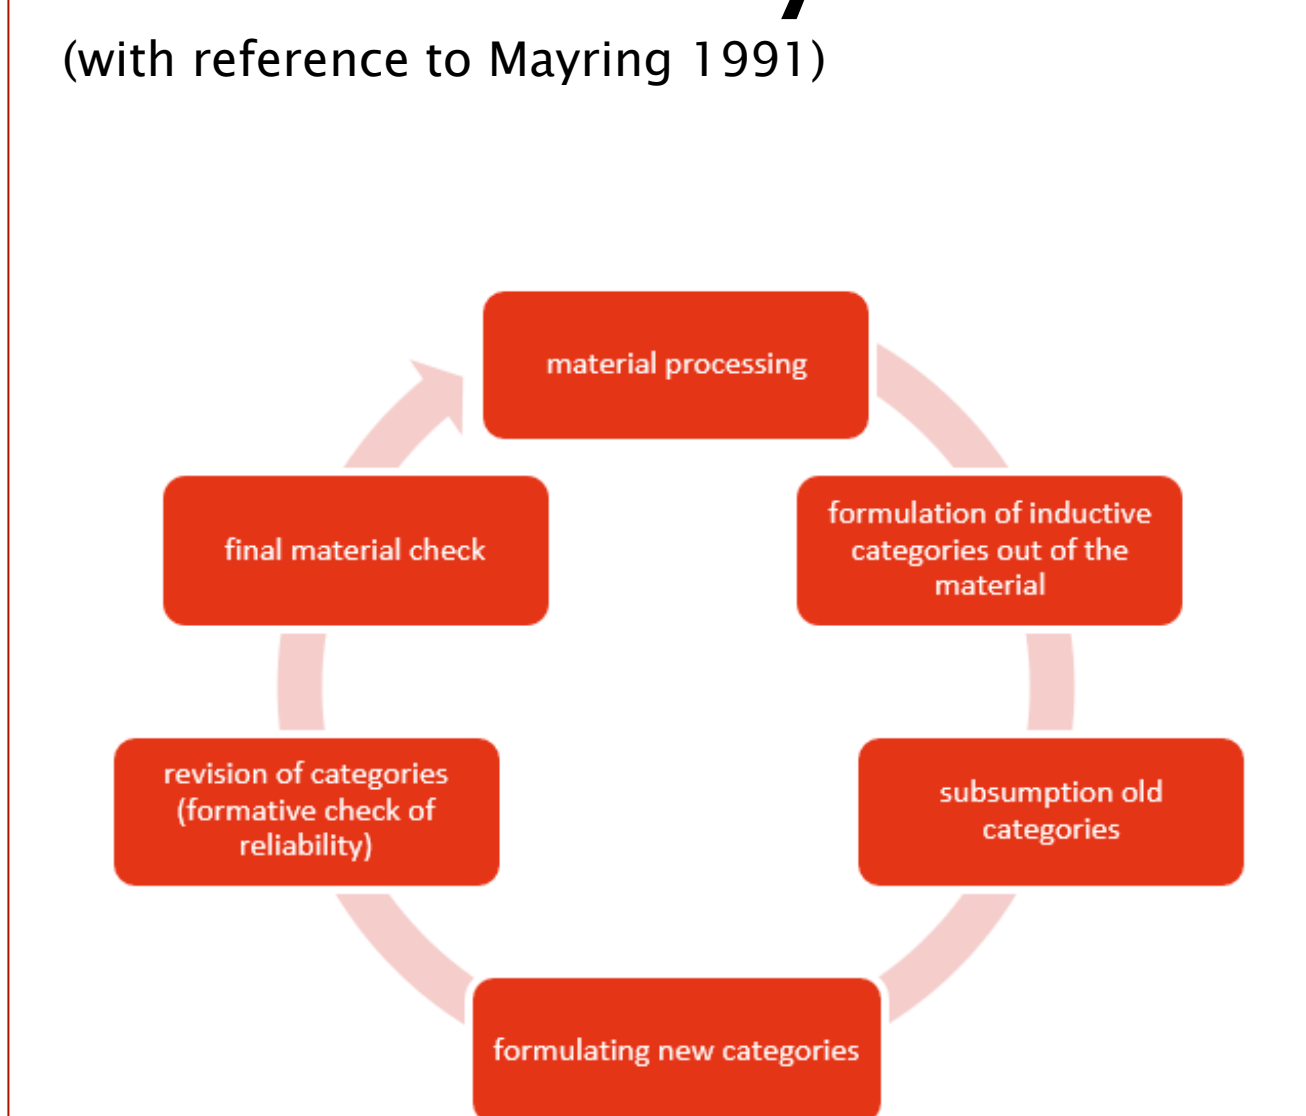 (with reference to Mayring 1991)
material processing
formulation of inductive
categories out of the
material
subsumption old
categories
formulating new categories
revision of categories
(formative check of
reliability)
final material check